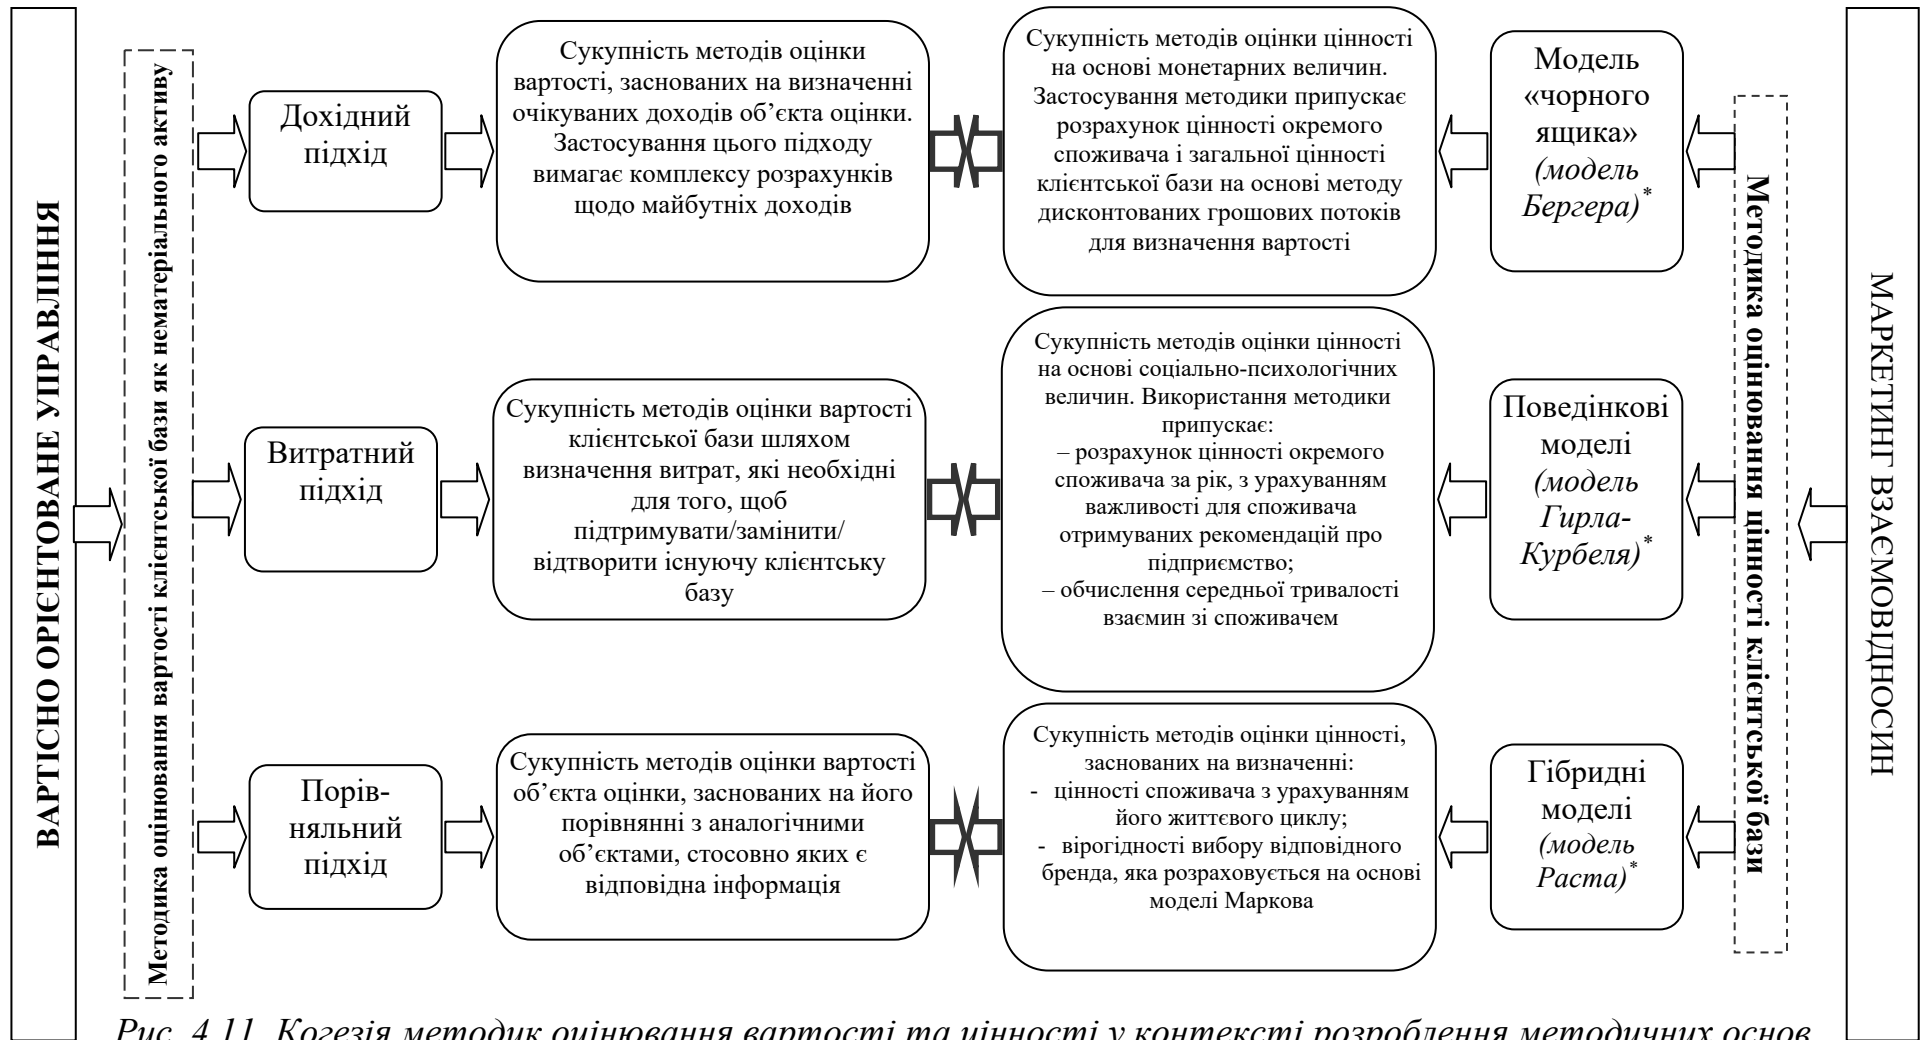 ВАРТІСНО ОРІЄНТОВАНЕ УПРАВЛІННЯ
Методика оцінювання вартості клієнтської бази як нематеріального активу
Дохідний
підхід
Сукупність методів оцінки
вартості, заснованих на визначенні
очікуваних доходів об’єкта оцінки.
Застосування цього підходу
вимагає комплексу розрахунків
щодо майбутніх доходів
Сукупність методів оцінки цінності
на основі монетарних величин.
Застосування методики припускає
розрахунок цінності окремого
споживача і загальної цінності
клієнтської бази на основі методу
дисконтованих грошових потоків
для визначення вартості
Модель
«чорного
ящика»
(модель
Бергера)*
Витратний
підхід
Сукупність методів оцінки вартості
клієнтської бази шляхом
визначення витрат, які необхідні
для того, щоб
підтримувати/замінити/
відтворити існуючу клієнтську
базу
Сукупність методів оцінки цінності
на основі соціально-психологічних
величин. Використання методики
припускає:
– розрахунок цінності окремого
споживача за рік, з урахуванням
важливості для споживача
отримуваних рекомендацій про
підприємство;
– обчислення середньої тривалості
взаємин зі споживачем
Поведінкові
моделі
(модель
Гирла-
Курбеля)*
Порів-
няльний
підхід
Сукупність методів оцінки вартості
об’єкта оцінки, заснованих на його
порівнянні з аналогічними
об’єктами, стосовно яких є
відповідна інформація
Сукупність методів оцінки цінності,
заснованих на визначенні:
- цінності споживача з урахуванням
його життєвого циклу;
- вірогідності вибору відповідного
бренда, яка розраховується на основі
моделі Маркова
Гібридні
моделі
(модель
Раста)*
Методика оцінювання цінності клієнтської бази
МАРКЕТИНГ ВЗАЄМОВІДНОСИН
Рис. 4.11. Когезія методик оцінювання вартості та цінності у контексті розроблення методичних основ